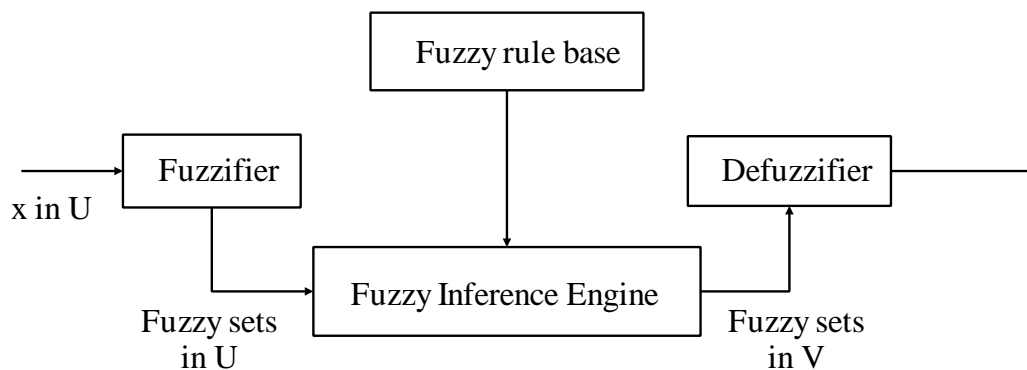 Fuzzy rule base
Fuzzifier
Defuzzifier
x in U
Fuzzy Inference Engine
Fuzzy sets
in U
Fuzzy sets
in V